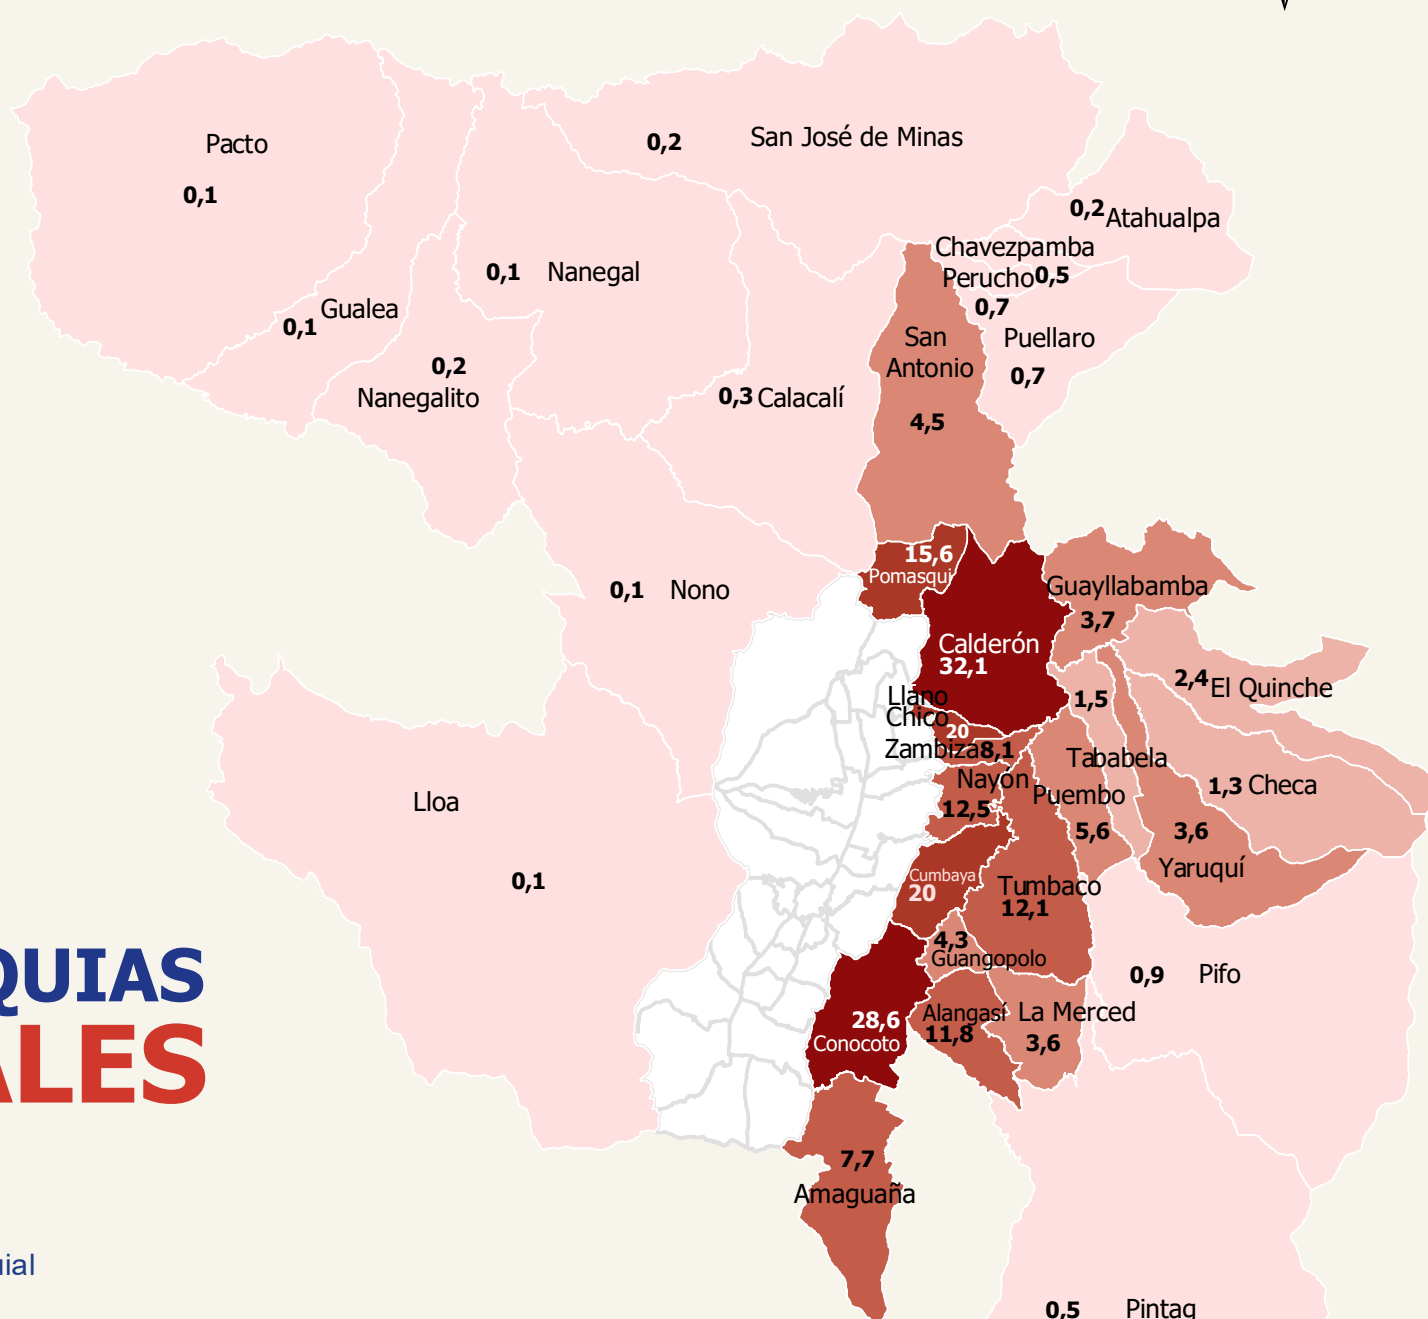 Pacto
0,1
0,2 San José de Minas
0,2 Atahualpa
Chavezpamba
0,5
Perucho
0,7
0,1 Nanegal
Gualea
0,1
0,2
Nanegalito
0,3 Calacalí
San
Antonio
4,5
Puellaro
0,7
15,6
Pomasqui
0,1 Nono
Guayllabamba
3,7
Calderón
32,1
2,4 El Quinche
1,5
Tababela
Llano
Chico
20
Zambiza 8,1
Nayón
12,5
Puembo
5,6
1,3 Checa
3,6
Yaruquí
Lloa
0,1
Cumbaya
20
Tumbaco
12,1
4,3
Guangopolo
0,9 Pifo
QUIAS
ALES
28,6
Conocoto
Alangasí
11,8
La Merced
3,6
7,7
Amaguaña
uial
0,5 Pintag